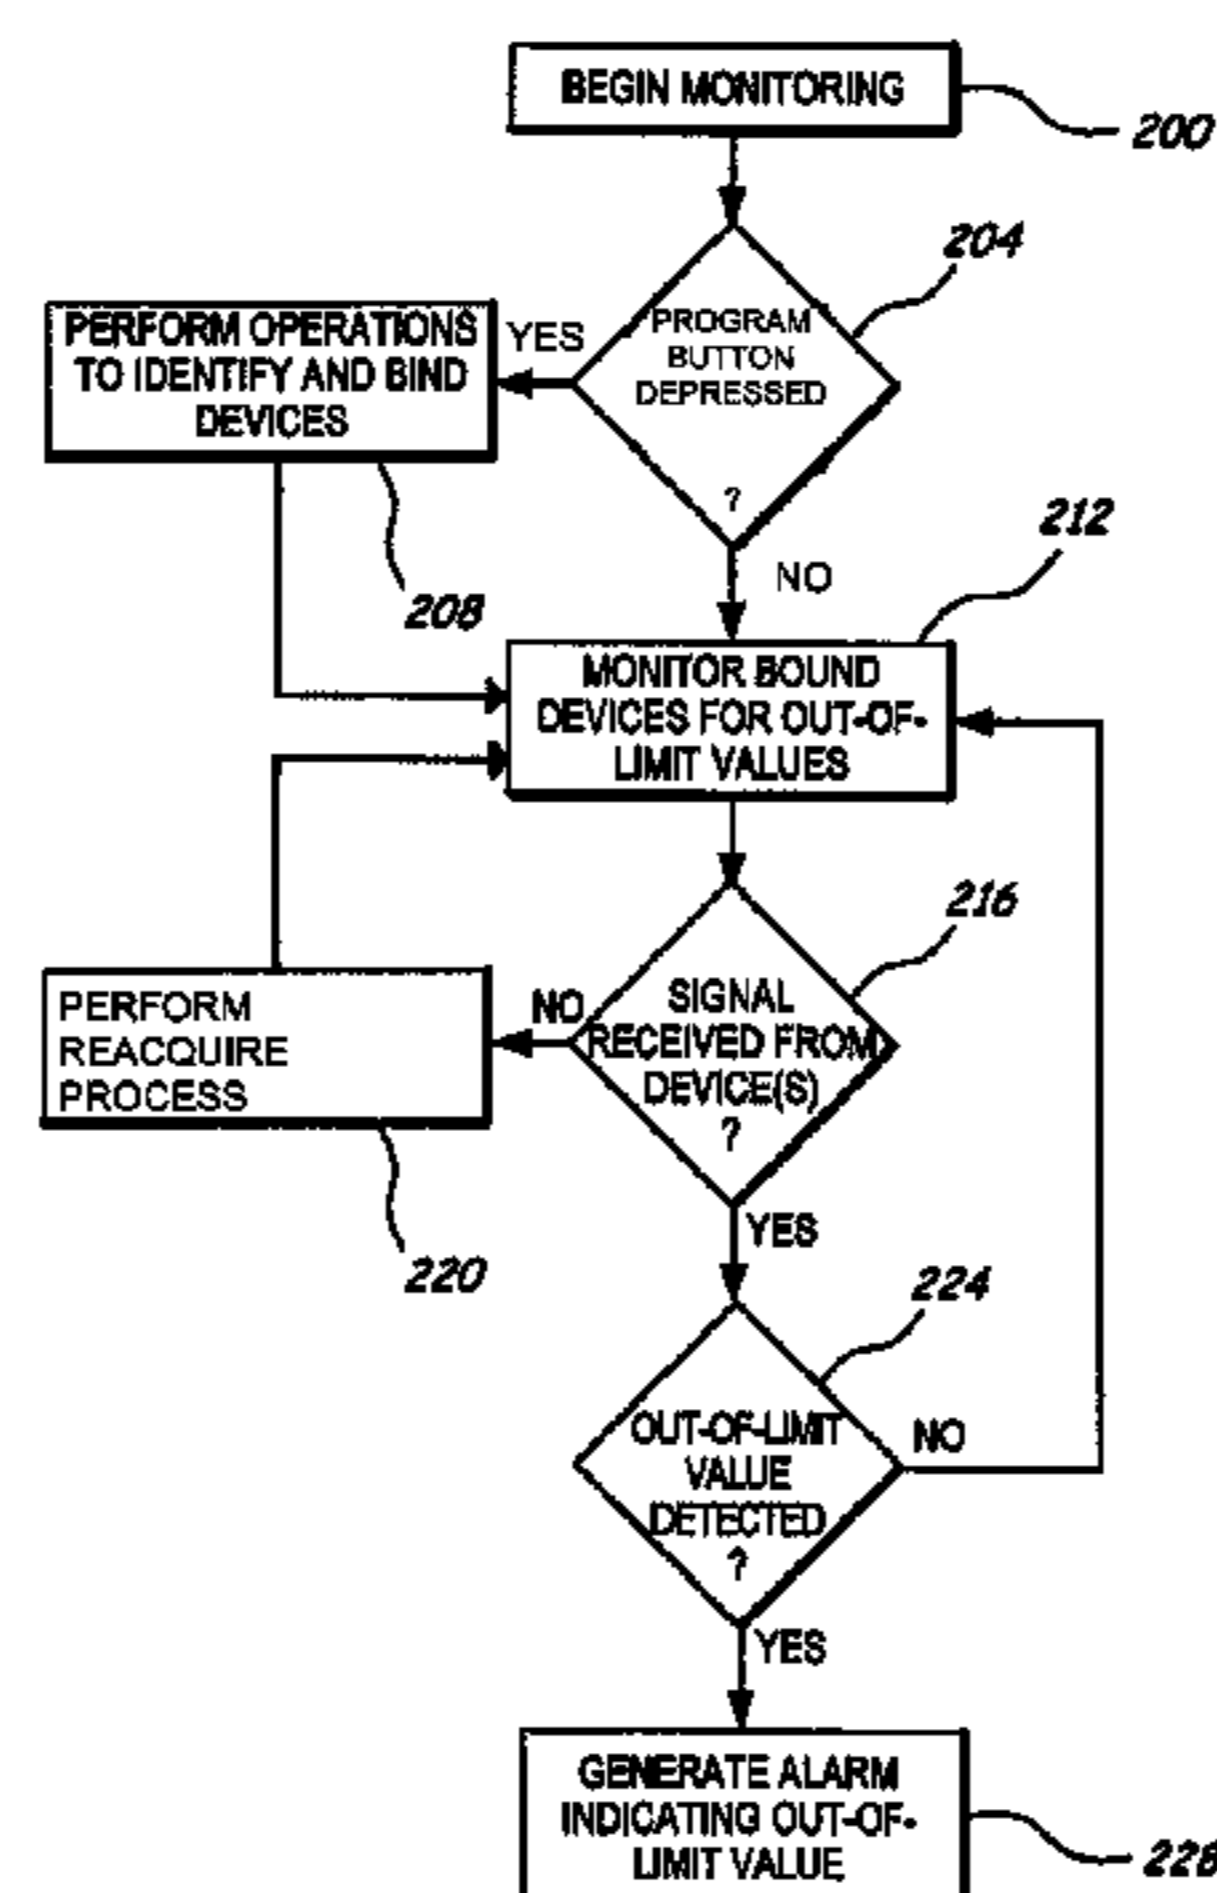 BEGIN MONITORING
200
204
PROGRAM
BUTTON
DEPRESSED
?
YES
PERFORM OPERATIONS
TO IDENTIFY AND BIND
DEVICES
208
NO
212
MONITOR BOUND
DEVICES FOR OUT-OF-
LIMIT VALUES
216
SIGNAL
RECEIVED FROM
DEVICE(S)
?
NO
PERFORM
REACQUIRE
PROCESS
220
YES
224
OUT-OF-LIMIT
VALUE
DETECTED
?
NO
YES
GENERATE ALARM
INDICATING OUT-OF-
LIMIT VALUE
228